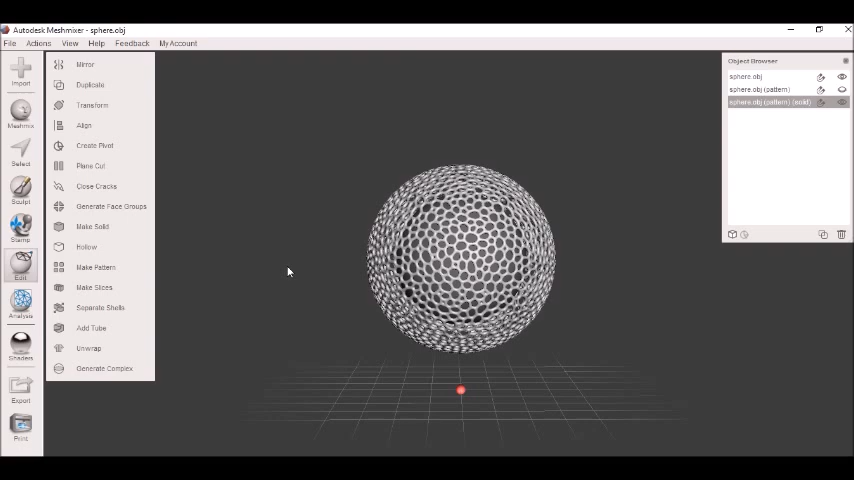 Autodesk Meshmixer - sphere.obj
File Actions View Help Feedback My Account
Import
Meshmix
Select
Sculpt
Stamp
Edit
Analysis
Shaders
Export
Print
Mirror
Duplicate
Transform
Align
Create Pivot
Plane Cut
Close Cracks
Generate Face Groups
Make Solid
Hollow
Make Pattern
Make Slices
Separate Shells
Add Tube
Unwrap
Generate Complex
Object Browser
sphere.obj
sphere.obj (pattern)
sphere.obj (pattern) (solid)